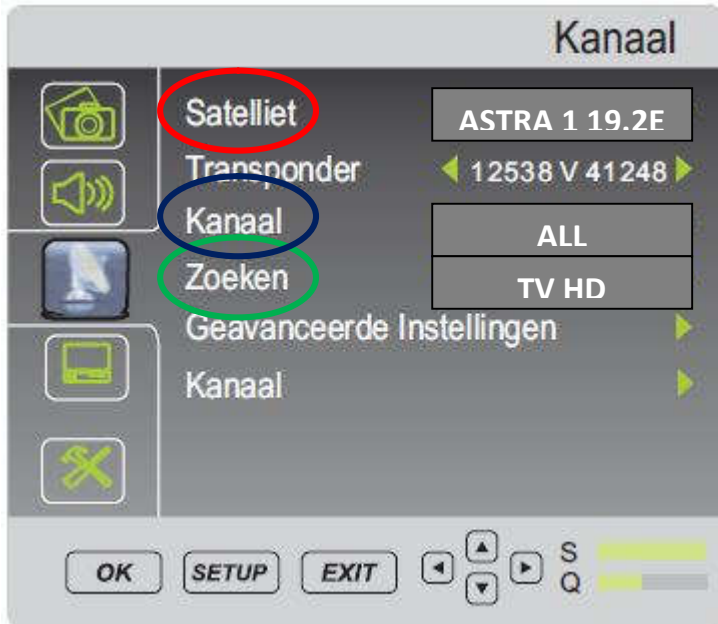 Kanaal
Satelliet ASTRA 1 19.2E
Transponder 12538 V 41248
Kanaal ALL
Zoeken TV HD
Geavanceerde Instellingen
Kanaal
OK SETUP EXIT S
Q